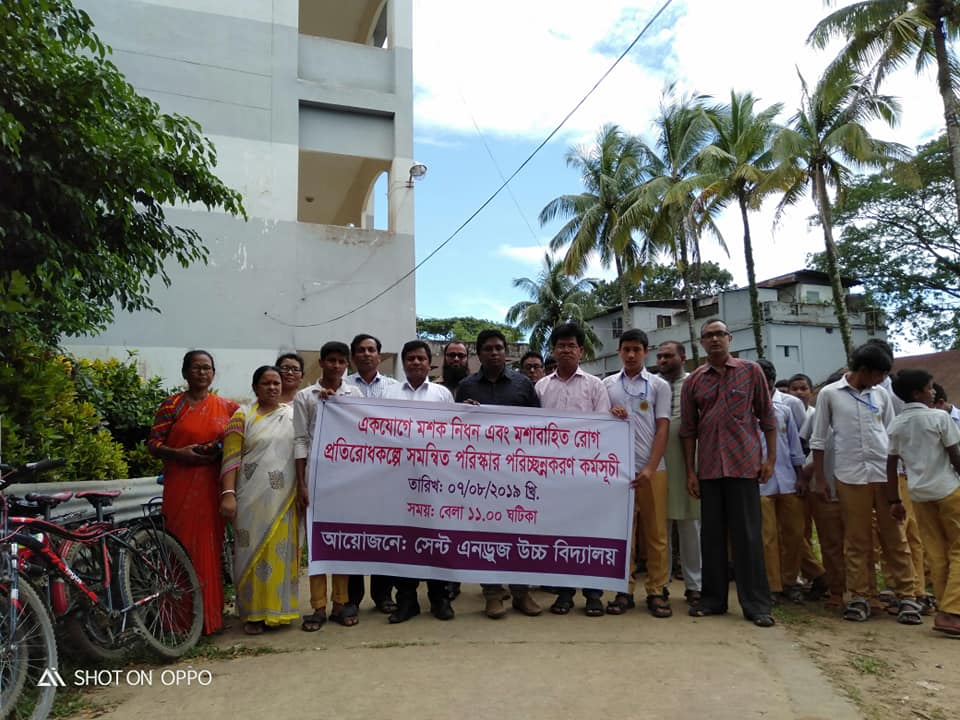 একযোগে মশক নিধন এবং মশাবাহিত রোগ
প্রতিরোধকল্পে সমন্বিত পরিস্কার পরিচ্ছন্নকরণ কর্মসূচী
তারিখ: ০৭/০৮/২০১৯ খ্রি.
সময়: বেলা ১১.০০ ঘটিকা
আয়োজনে: সেন্ট এনড্রুজ উচ্চ বিদ্যালয়
SHOT ON OPPO